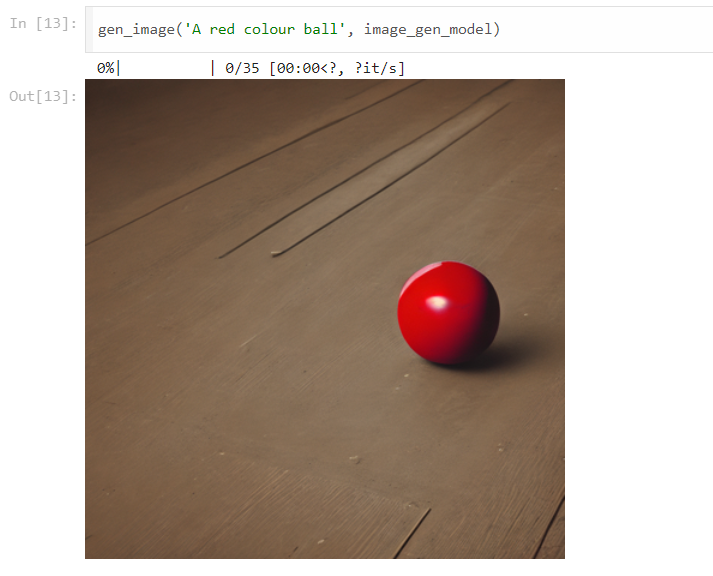 In [13]:
gen_image('A red colour ball', image_gen_model)
0%| | 0/35 [00:00<?, ?it/s]
Out[13]: